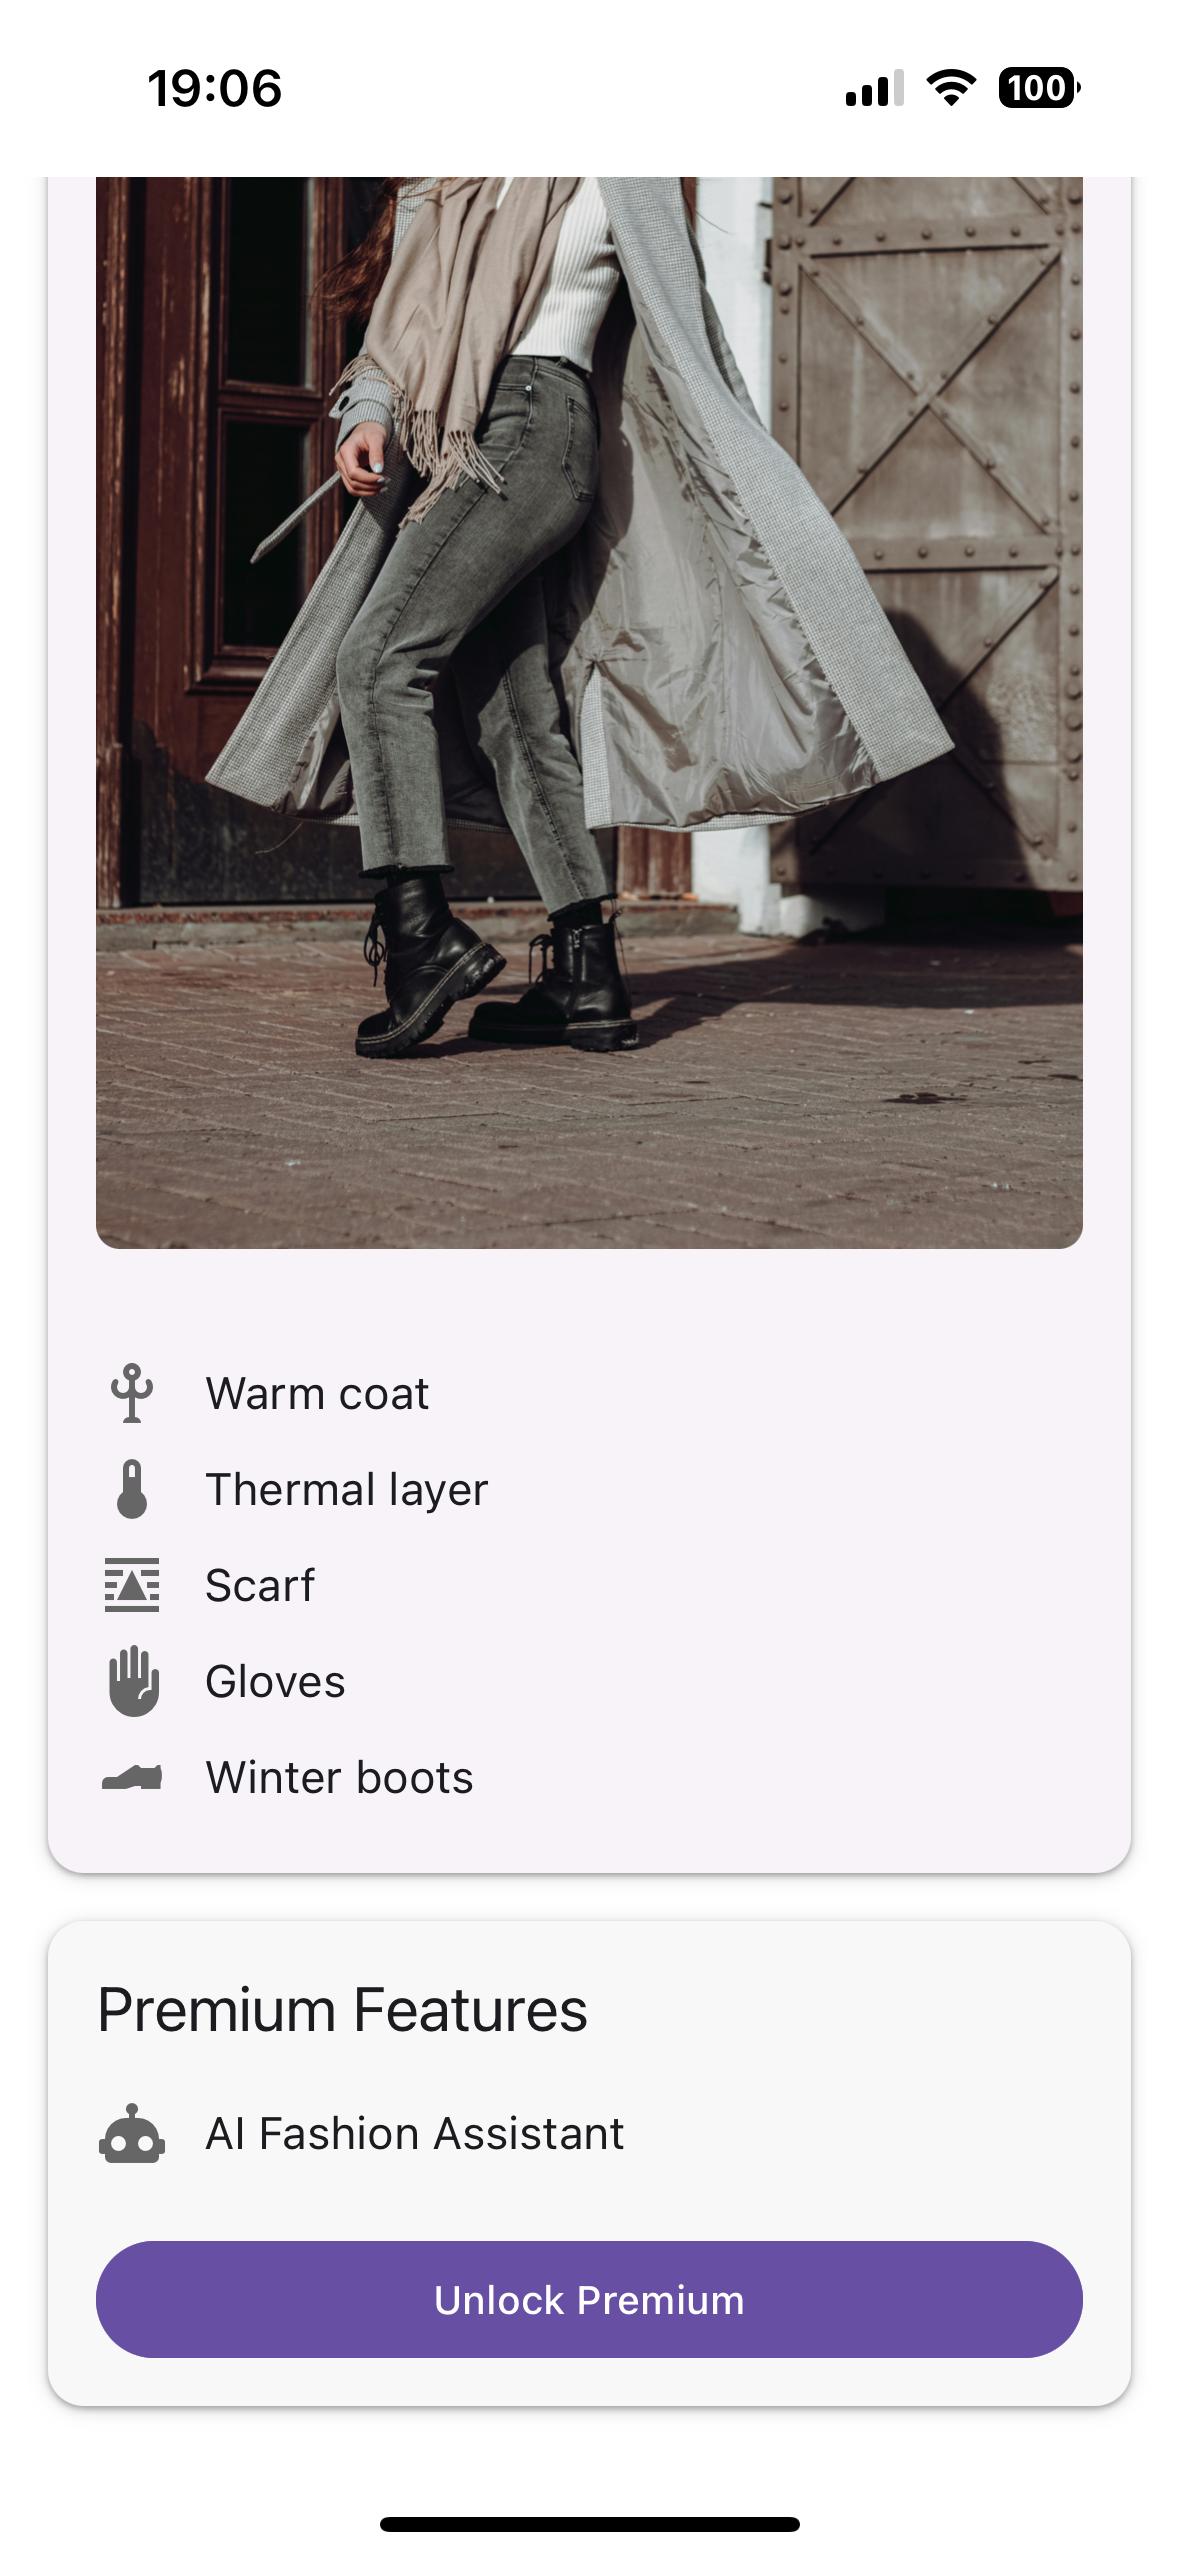 19:06
100
Warm coat
Thermal layer
Scarf
Gloves
Winter boots
Premium Features
AI Fashion Assistant
Unlock Premium